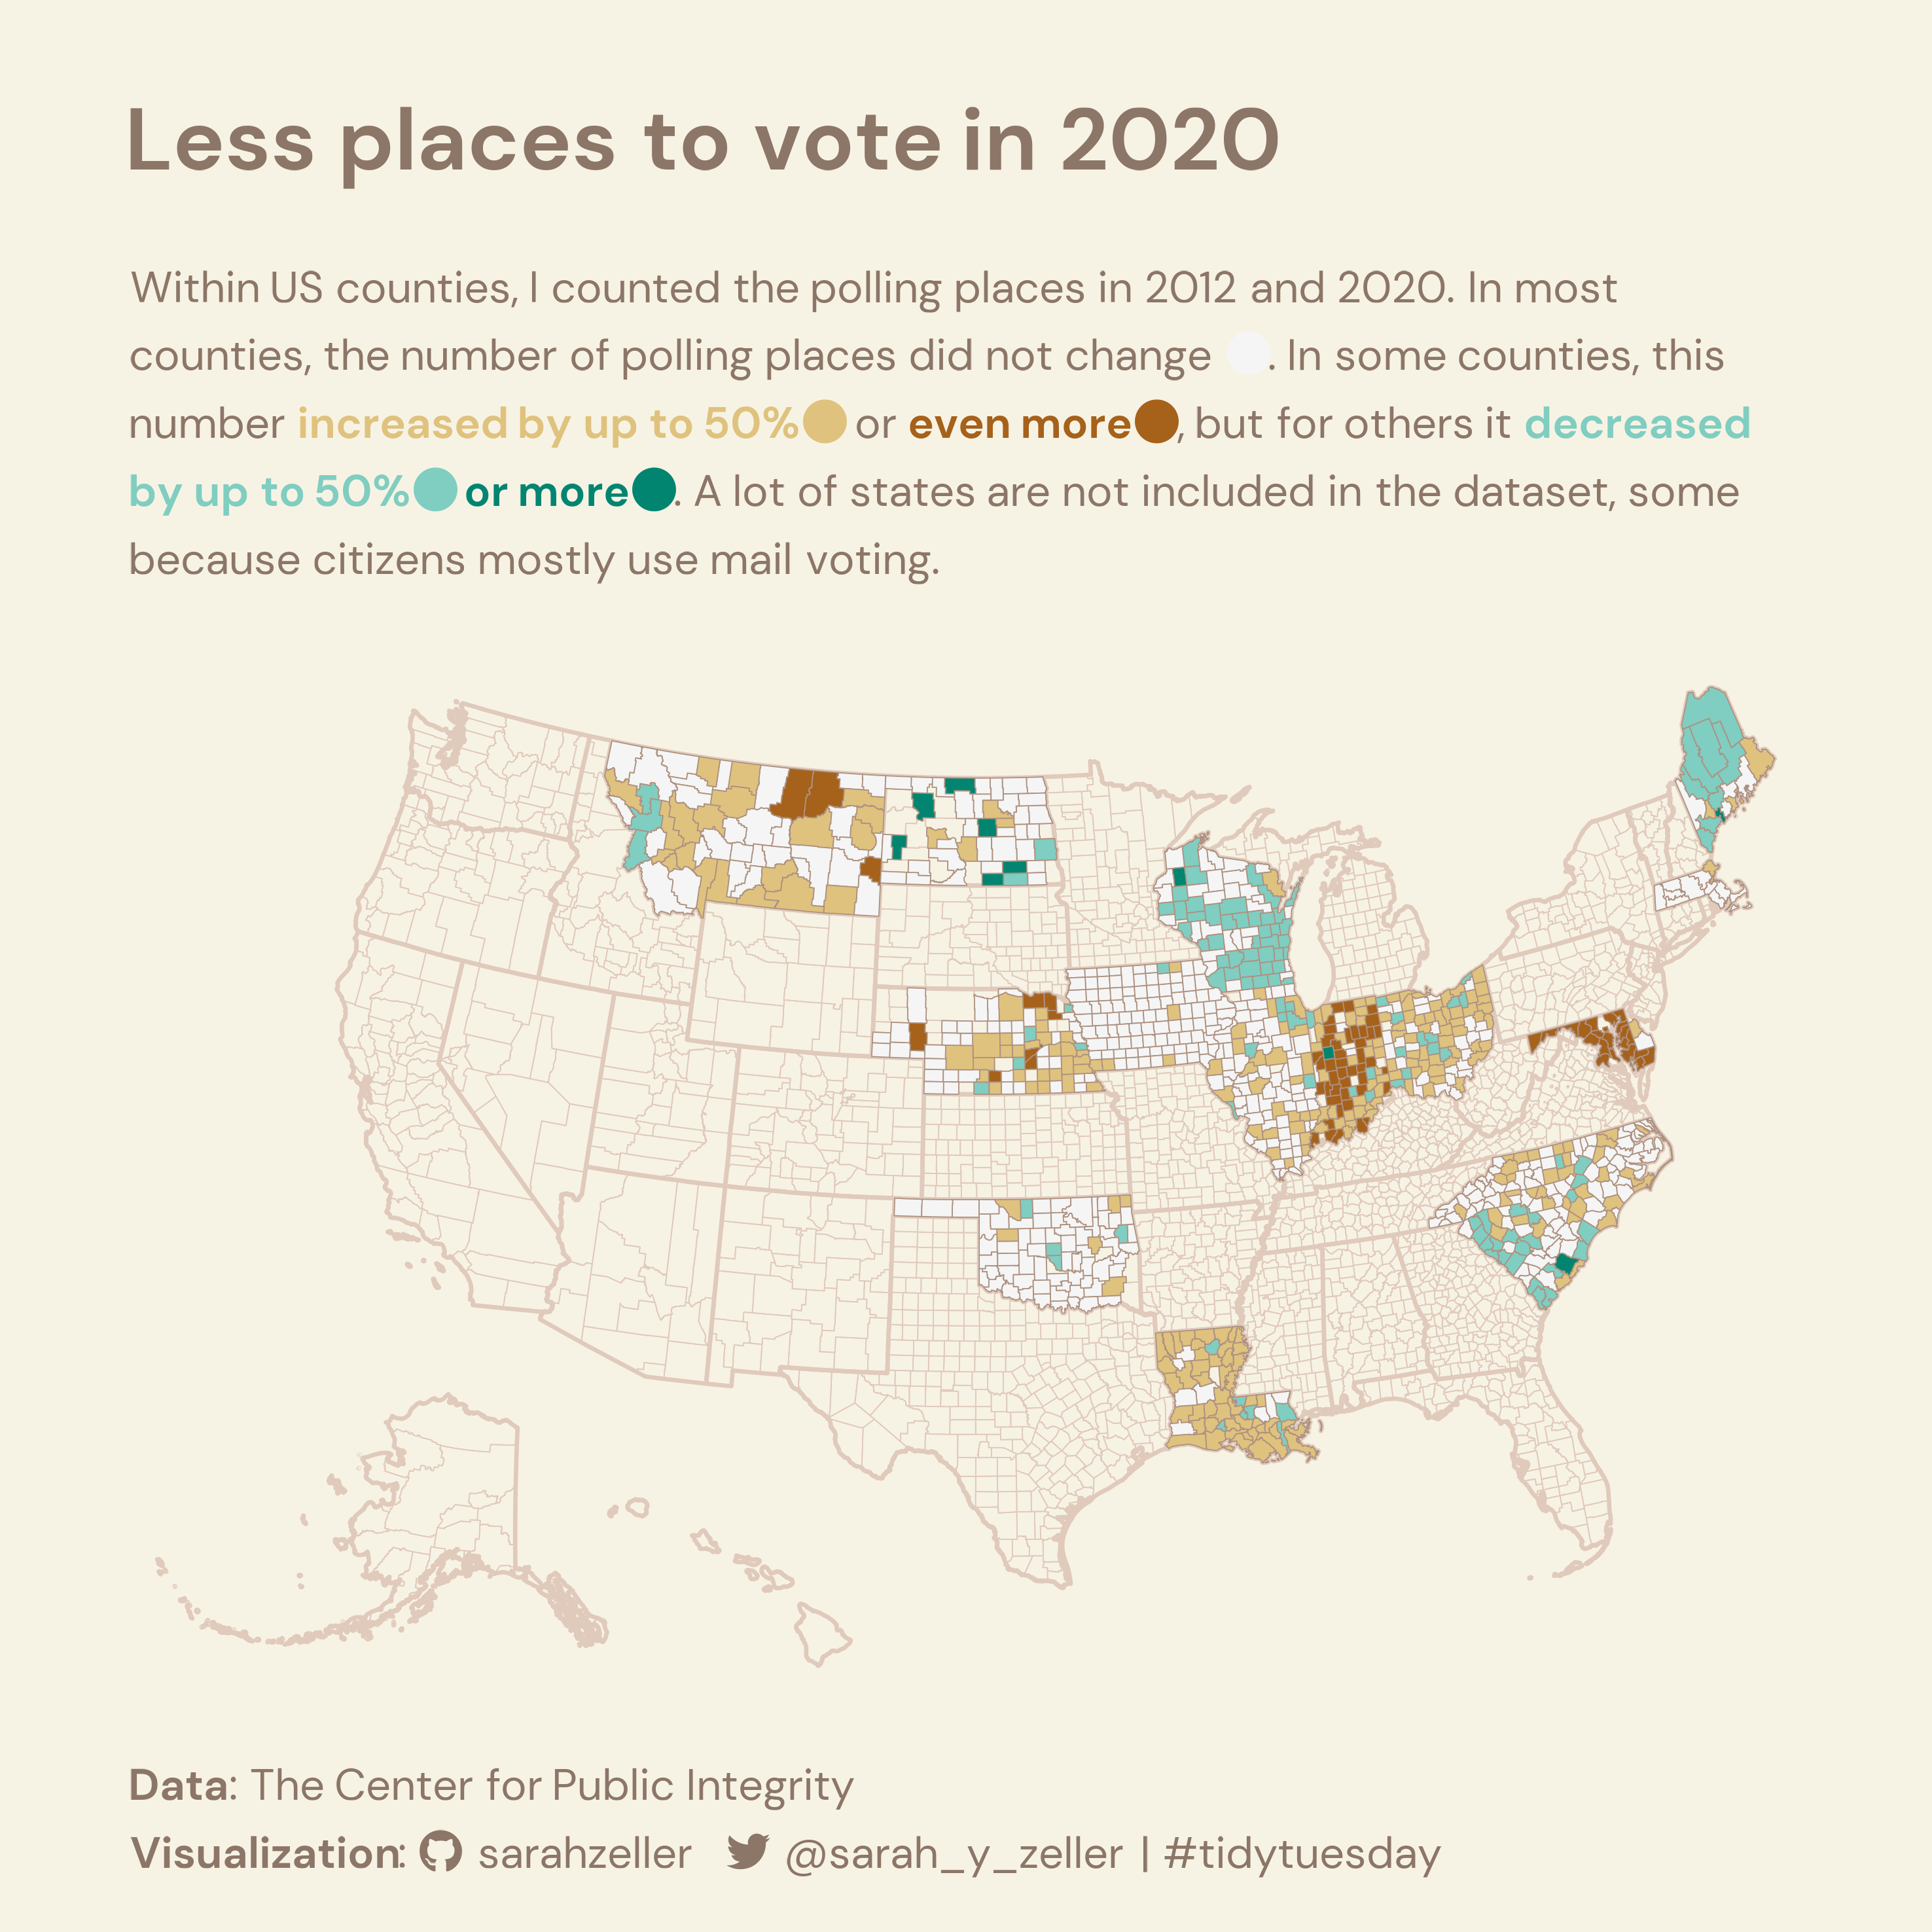 Less places to vote in 2020
Within US counties, I counted the polling places in 2012 and 2020. In most
counties, the number of polling places did not change . In some counties, this
number increased by up to 50% or even more, but for others it decreased
by up to 50% or more. A lot of states are not included in the dataset, some
because citizens mostly use mail voting.
Data: The Center for Public Integrity
Visualization: sarahzeller @sarah_y_zeller | #tidytuesday